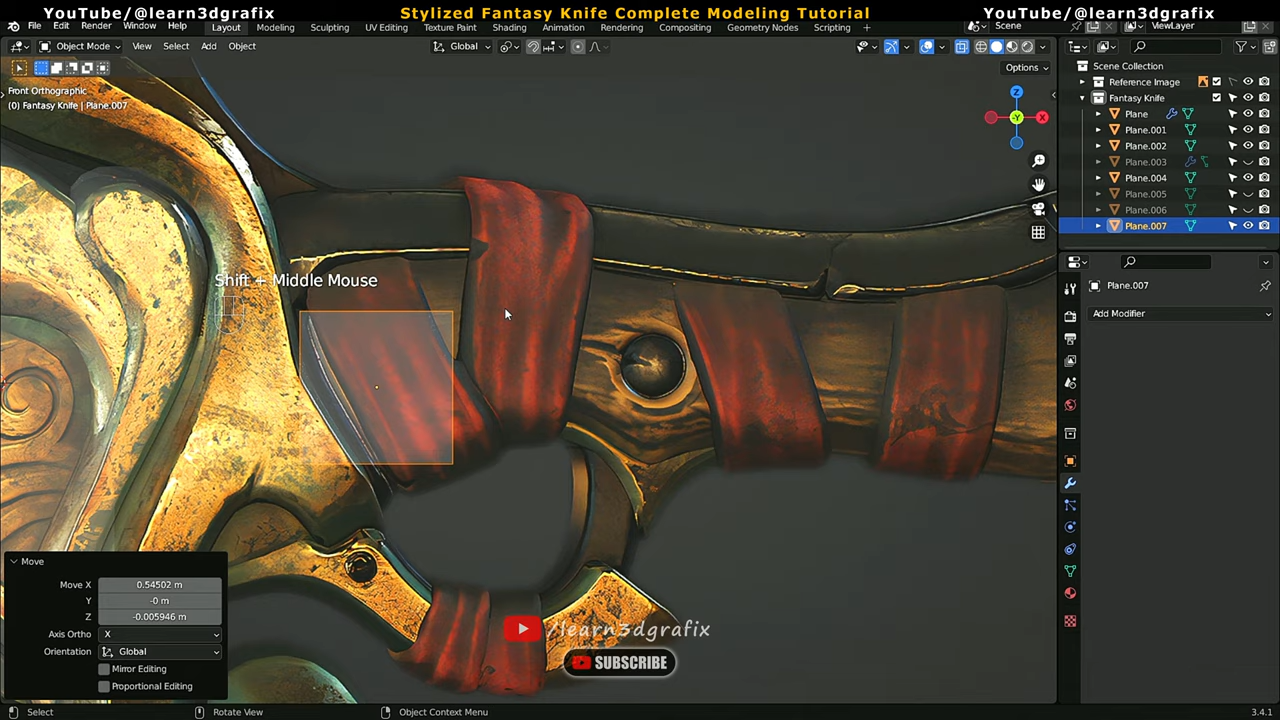 YouTube/@learn3dgrafix
Stylized Fantasy Knife Complete Modeling Tutorial
YouTube/@learn3dgrafix
File Edit Render Window Help
Layout Modeling Sculpting UV Editing Texture Paint Shading Animation Rendering Compositing Geometry Nodes Scripting +
Scene
ViewLayer
Object Mode View Select Add Object
Global
Options
Front Orthographic
(0) Fantasy Knife | Plane.007
Z
-Y
X
Shift + Middle Mouse
Scene Collection
Reference Image
Fantasy Knife
Plane
Plane.001
Plane.002
Plane.003
Plane.004
Plane.005
Plane.006
Plane.007
Plane.007
Add Modifier
Move
Move X 0.54502 m
Y -0 m
Z -0.005946 m
Axis Ortho X
Orientation Global
Mirror Editing
Proportional Editing
/learn3dgrafix
SUBSCRIBE
Select
Rotate View
Object Context Menu
3.4.1